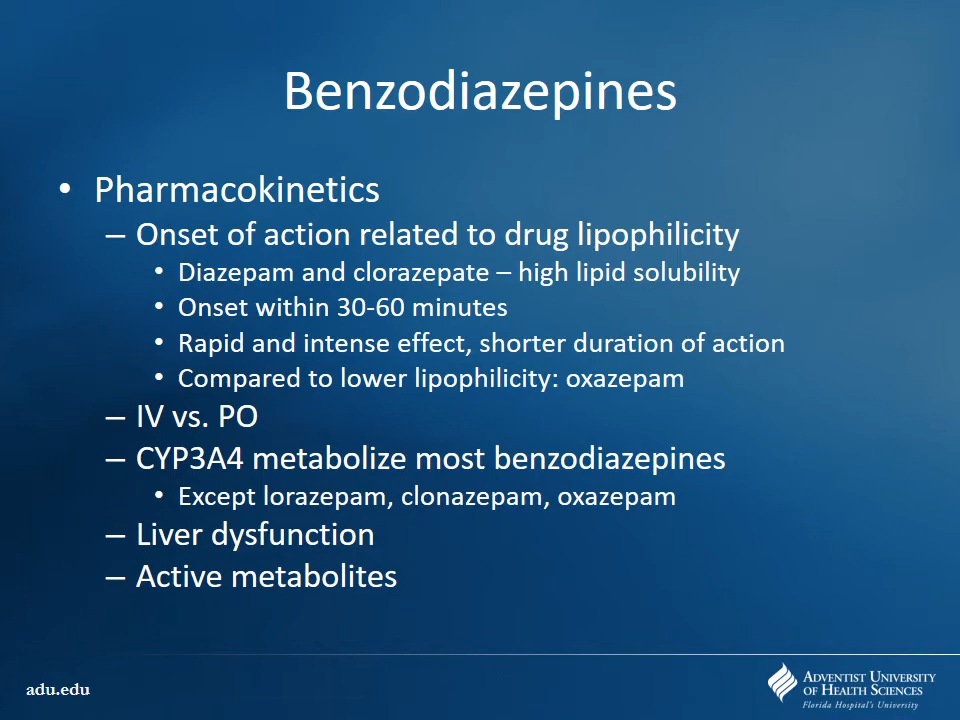 Benzodiazepines
• Pharmacokinetics
– Onset of action related to drug lipophilicity
• Diazepam and clorazepate – high lipid solubility
• Onset within 30-60 minutes
• Rapid and intense effect, shorter duration of action
• Compared to lower lipophilicity: oxazepam
– IV vs. PO
– CYP3A4 metabolize most benzodiazepines
• Except lorazepam, clonazepam, oxazepam
– Liver dysfunction
– Active metabolites
adu.edu
ADVENTIST UNIVERSITY
OF HEALTH SCIENCES
Florida Hospital's University